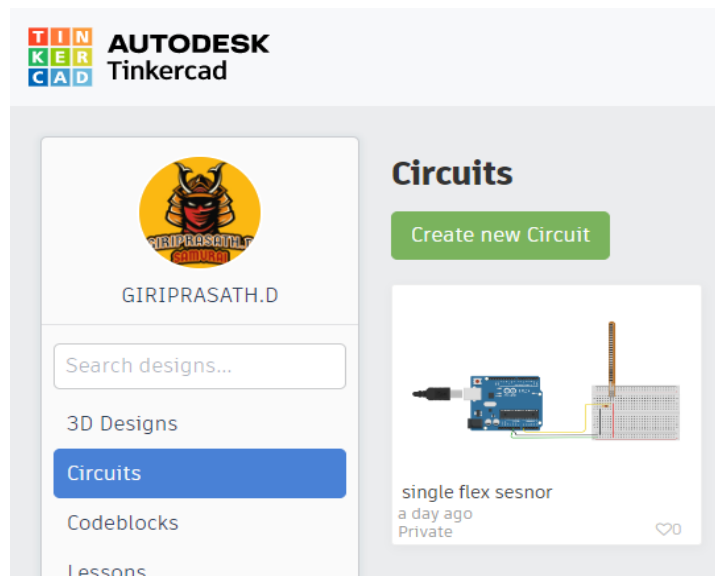 TIN
KER
CAD
AUTODESK
Tinkercad
GIRIPRASATH.D
SAMURAI
GIRIPRASATH.D
Search designs...
3D Designs
Circuits
Codeblocks
Lessons
Circuits
Create new Circuit
single flex sesnor
a day ago
Private
0